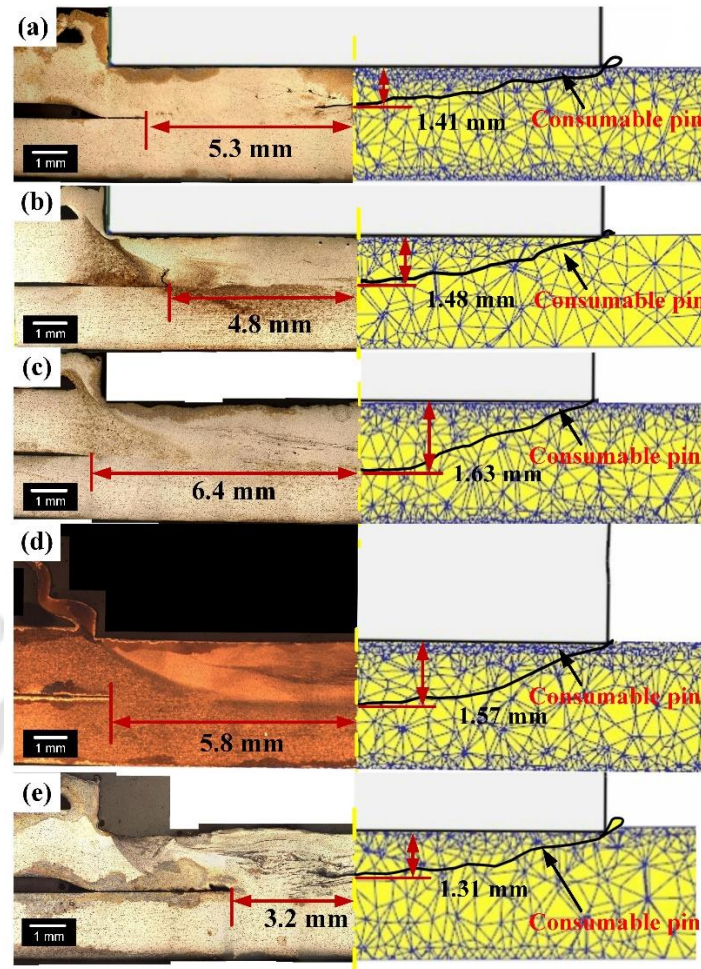 (a)
1.41 mm
Consumable pin
5.3 mm
1 mm
(b)
1.48 mm
Consumable pin
4.8 mm
1 mm
(c)
1.63 mm
Consumable pin
6.4 mm
1 mm
(d)
1.57 mm
Consumable pin
5.8 mm
1 mm
(e)
1.31 mm
Consumable pin
3.2 mm
1 mm